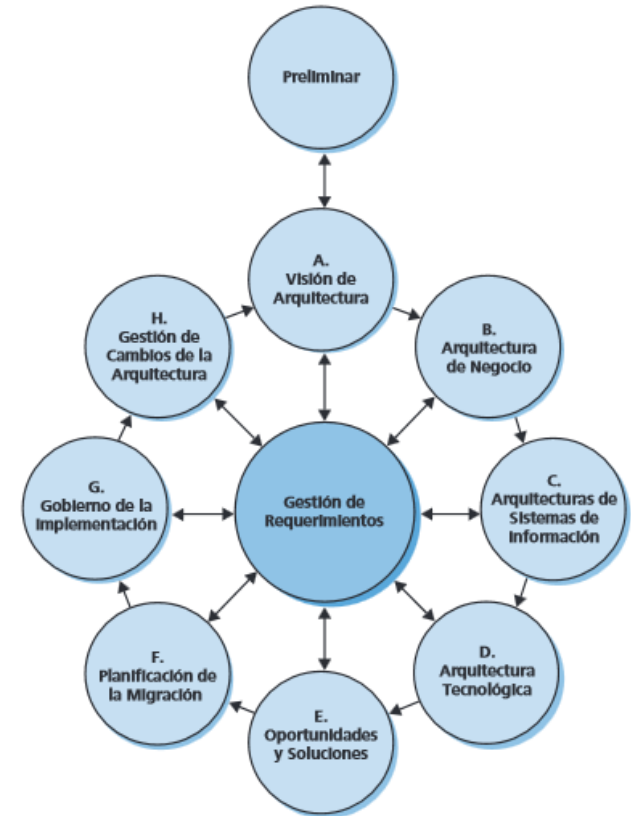 Preliminar
A.
Visión de
Arquitectura
B.
Arquitectura
de Negocio
C.
Arquitecturas de
Sistemas de
Información
D.
Arquitectura
Tecnológica
E.
Oportunidades
y Soluciones
F.
Planificación de
la Migración
G.
Gobierno de la
Implementación
H.
Gestión de
Cambios de la
Arquitectura
Gestión de
Requerimientos